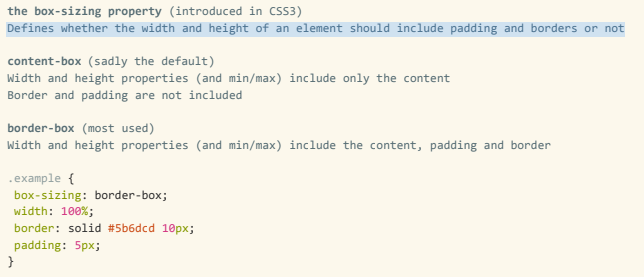 the box-sizing property (introduced in CSS3)
Defines whether the width and height of an element should include padding and borders or not
content-box (sadly the default)
Width and height properties (and min/max) include only the content
Border and padding are not included
border-box (most used)
Width and height properties (and min/max) include the content, padding and border
.example {
box-sizing: border-box;
width: 100%;
border: solid #5b6dcd 10px;
padding: 5px;
}